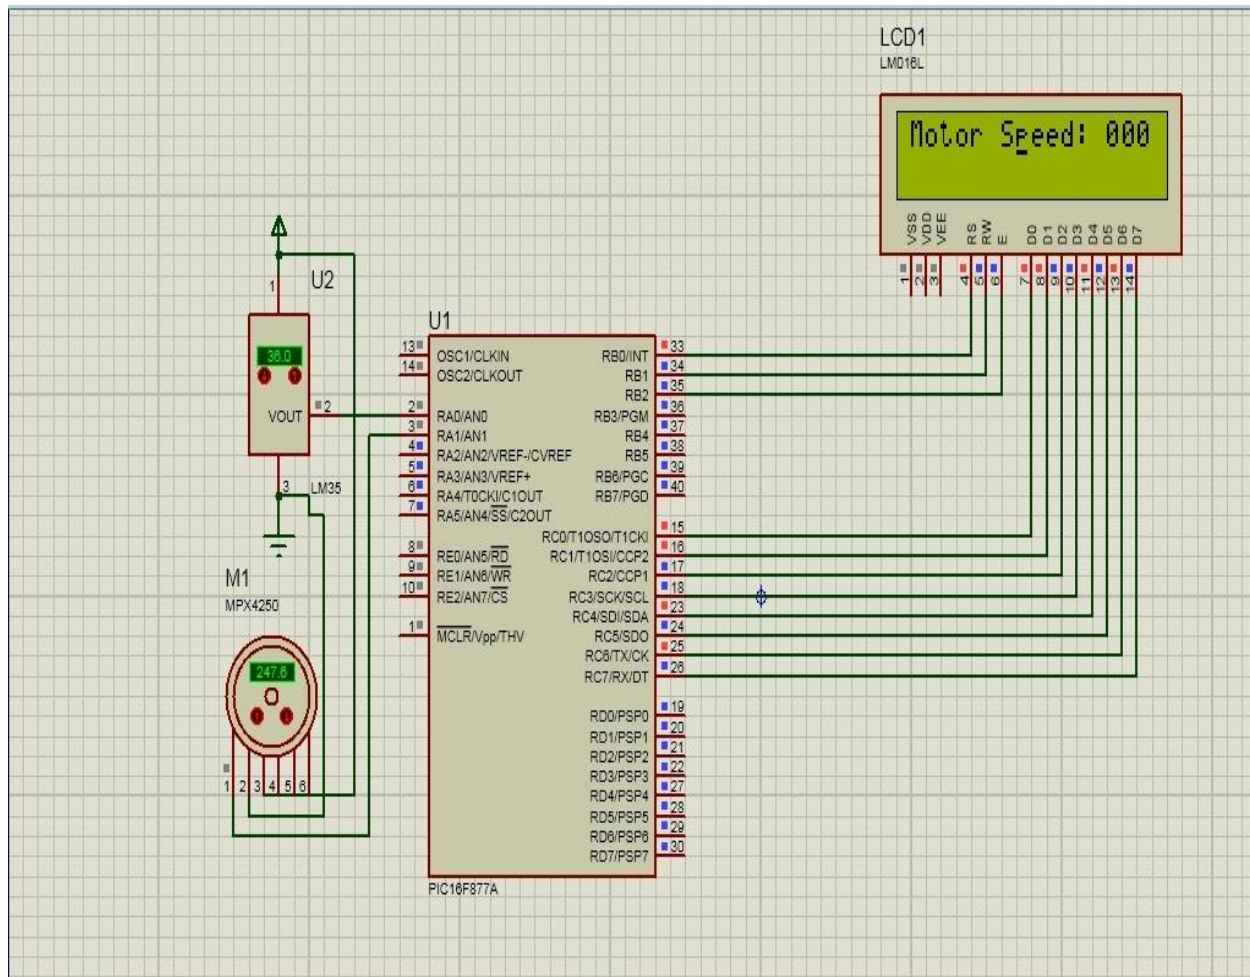 LCD1
LM016L
Motor Speed: 000
VSS
VDD
VEE
RS
RW
E
D0
D1
D2
D3
D4
D5
D6
D7
1
2
3
4
5
6
7
8
9
10
11
12
13
14
U2
1
36.0
VOUT
2
3
LM35
M1
MPX4250
247.6
1 2 3 4 5 6
U1
13 OSC1/CLKIN
14 OSC2/CLKOUT
2 RA0/AN0
3 RA1/AN1
4 RA2/AN2/VREF-/CVREF
5 RA3/AN3/VREF+
6 RA4/T0CKI/C1OUT
7 RA5/AN4/SS/C2OUT
8 RE0/AN5/RD
9 RE1/AN6/WR
10 RE2/AN7/CS
1 MCLR/Vpp/THV
RB0/INT 33
RB1 34
RB2 35
RB3/PGM 36
RB4 37
RB5 38
RB6/PGC 39
RB7/PGD 40
RC0/T1OSO/T1CKI 15
RC1/T1OSI/CCP2 16
RC2/CCP1 17
RC3/SCK/SCL 18
RC4/SDI/SDA 23
RC5/SDO 24
RC6/TX/CK 25
RC7/RX/DT 26
RD0/PSP0 19
RD1/PSP1 20
RD2/PSP2 21
RD3/PSP3 22
RD4/PSP4 27
RD5/PSP5 28
RD6/PSP6 29
RD7/PSP7 30
PIC16F877A